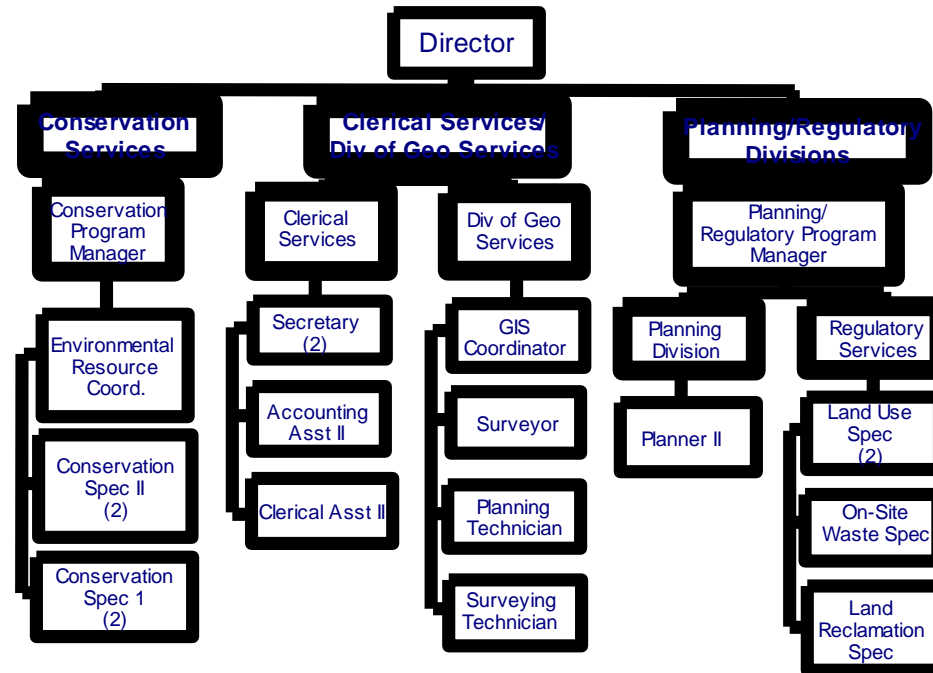 Director
Conservation
Services
Clerical Services/
Div of Geo Services
Planning/Regulatory
Divisions
Conservation
Program
Manager
Clerical
Services
Div of Geo
Services
Planning/
Regulatory Program
Manager
Environmental
Resource
Coord.
Secretary
(2)
GIS
Coordinator
Planning
Division
Regulatory
Services
Accounting
Asst II
Surveyor
Planner II
Land Use
Spec
(2)
Conservation
Spec II
(2)
Clerical Asst II
Planning
Technician
On-Site
Waste Spec
Conservation
Spec 1
(2)
Surveying
Technician
Land
Reclamation
Spec